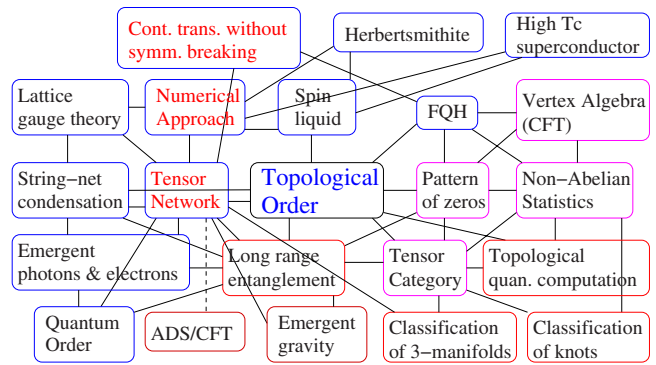 Cont. trans. without
symm. breaking
Herbertsmithite
High Tc
superconductor
Lattice
gauge theory
Numerical
Approach
Spin
liquid
FQH
Vertex Algebra
(CFT)
String−net
condensation
Tensor
Network
Topological
Order
Pattern
of zeros
Non−Abelian
Statistics
Emergent
photons & electrons
Long range
entanglement
Tensor
Category
Topological
quan. computation
Quantum
Order
ADS/CFT
Emergent
gravity
Classification
of 3−manifolds
Classification
of knots